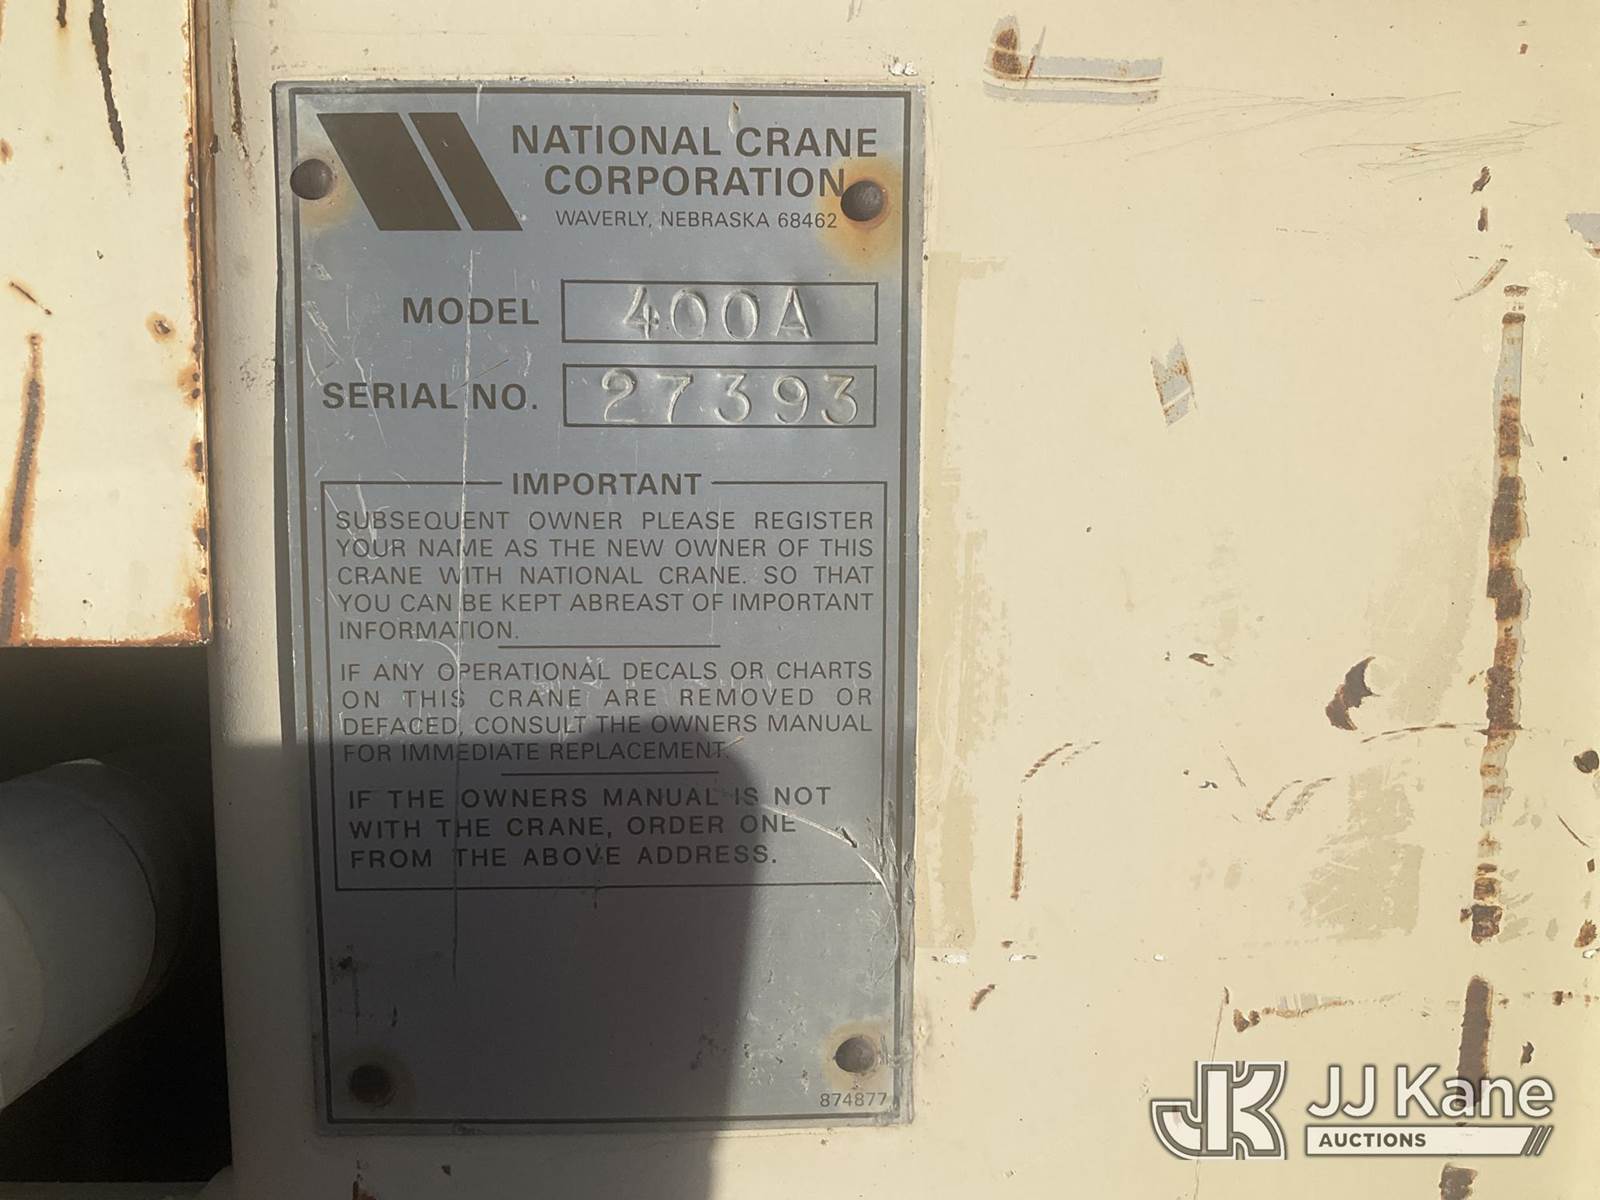 NATIONAL CRANE
CORPORATION
WAVERLY, NEBRASKA 68462
MODEL 400A
SERIAL NO. 27393
IMPORTANT
SUBSEQUENT OWNER PLEASE REGISTER
YOUR NAME AS THE NEW OWNER OF THIS
CRANE WITH NATIONAL CRANE. SO THAT
YOU CAN BE KEPT ABREAST OF IMPORTANT
INFORMATION.
IF ANY OPERATIONAL DECALS OR CHARTS
ON THIS CRANE ARE REMOVED OR
DEFACED, CONSULT THE OWNERS MANUAL
FOR IMMEDIATE REPLACEMENT.
IF THE OWNERS MANUAL IS NOT
WITH THE CRANE, ORDER ONE
FROM THE ABOVE ADDRESS.
874877
JK JJ Kane
AUCTIONS